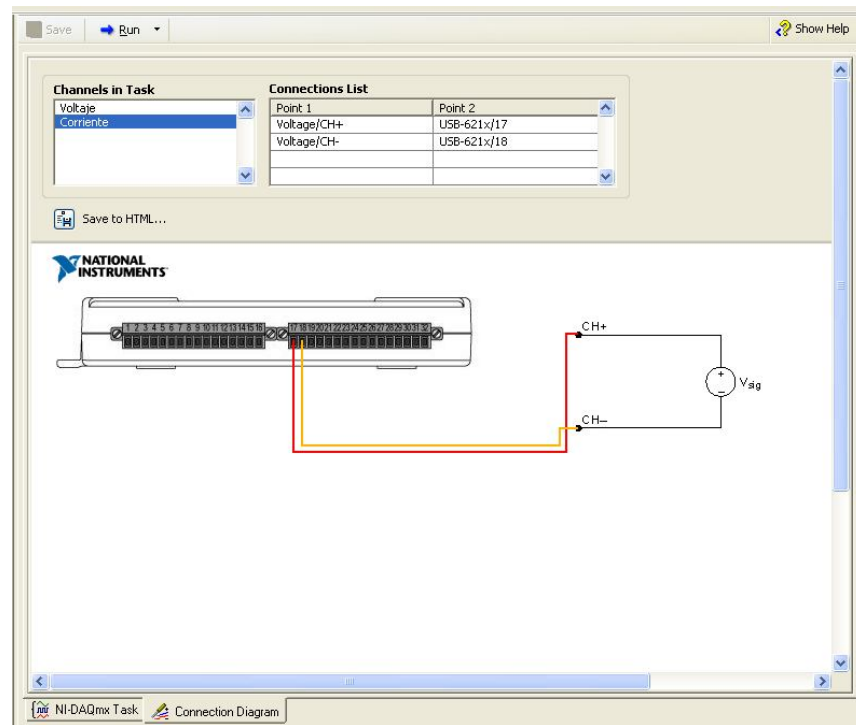 Save Run Show Help
Channels in Task
Voltaje
Corriente
Connections List
Point 1 Point 2
Voltage/CH+ USB-621x/17
Voltage/CH- USB-621x/18
Save to HTML...
NATIONAL
INSTRUMENTS
1 2 3 4 5 6 7 8 9 10 11 12 13 14 15 16 17 18 19 20 21 22 23 24 25 26 27 28 29 30 31 32
CH+
+
− Vsig
CH−
NI-DAQmx Task Connection Diagram